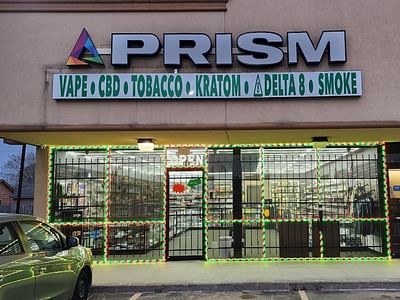 PRISM
VAPE • CBD • TOBACCO • KRATOM • DELTA 8 • SMOKE
OPEN